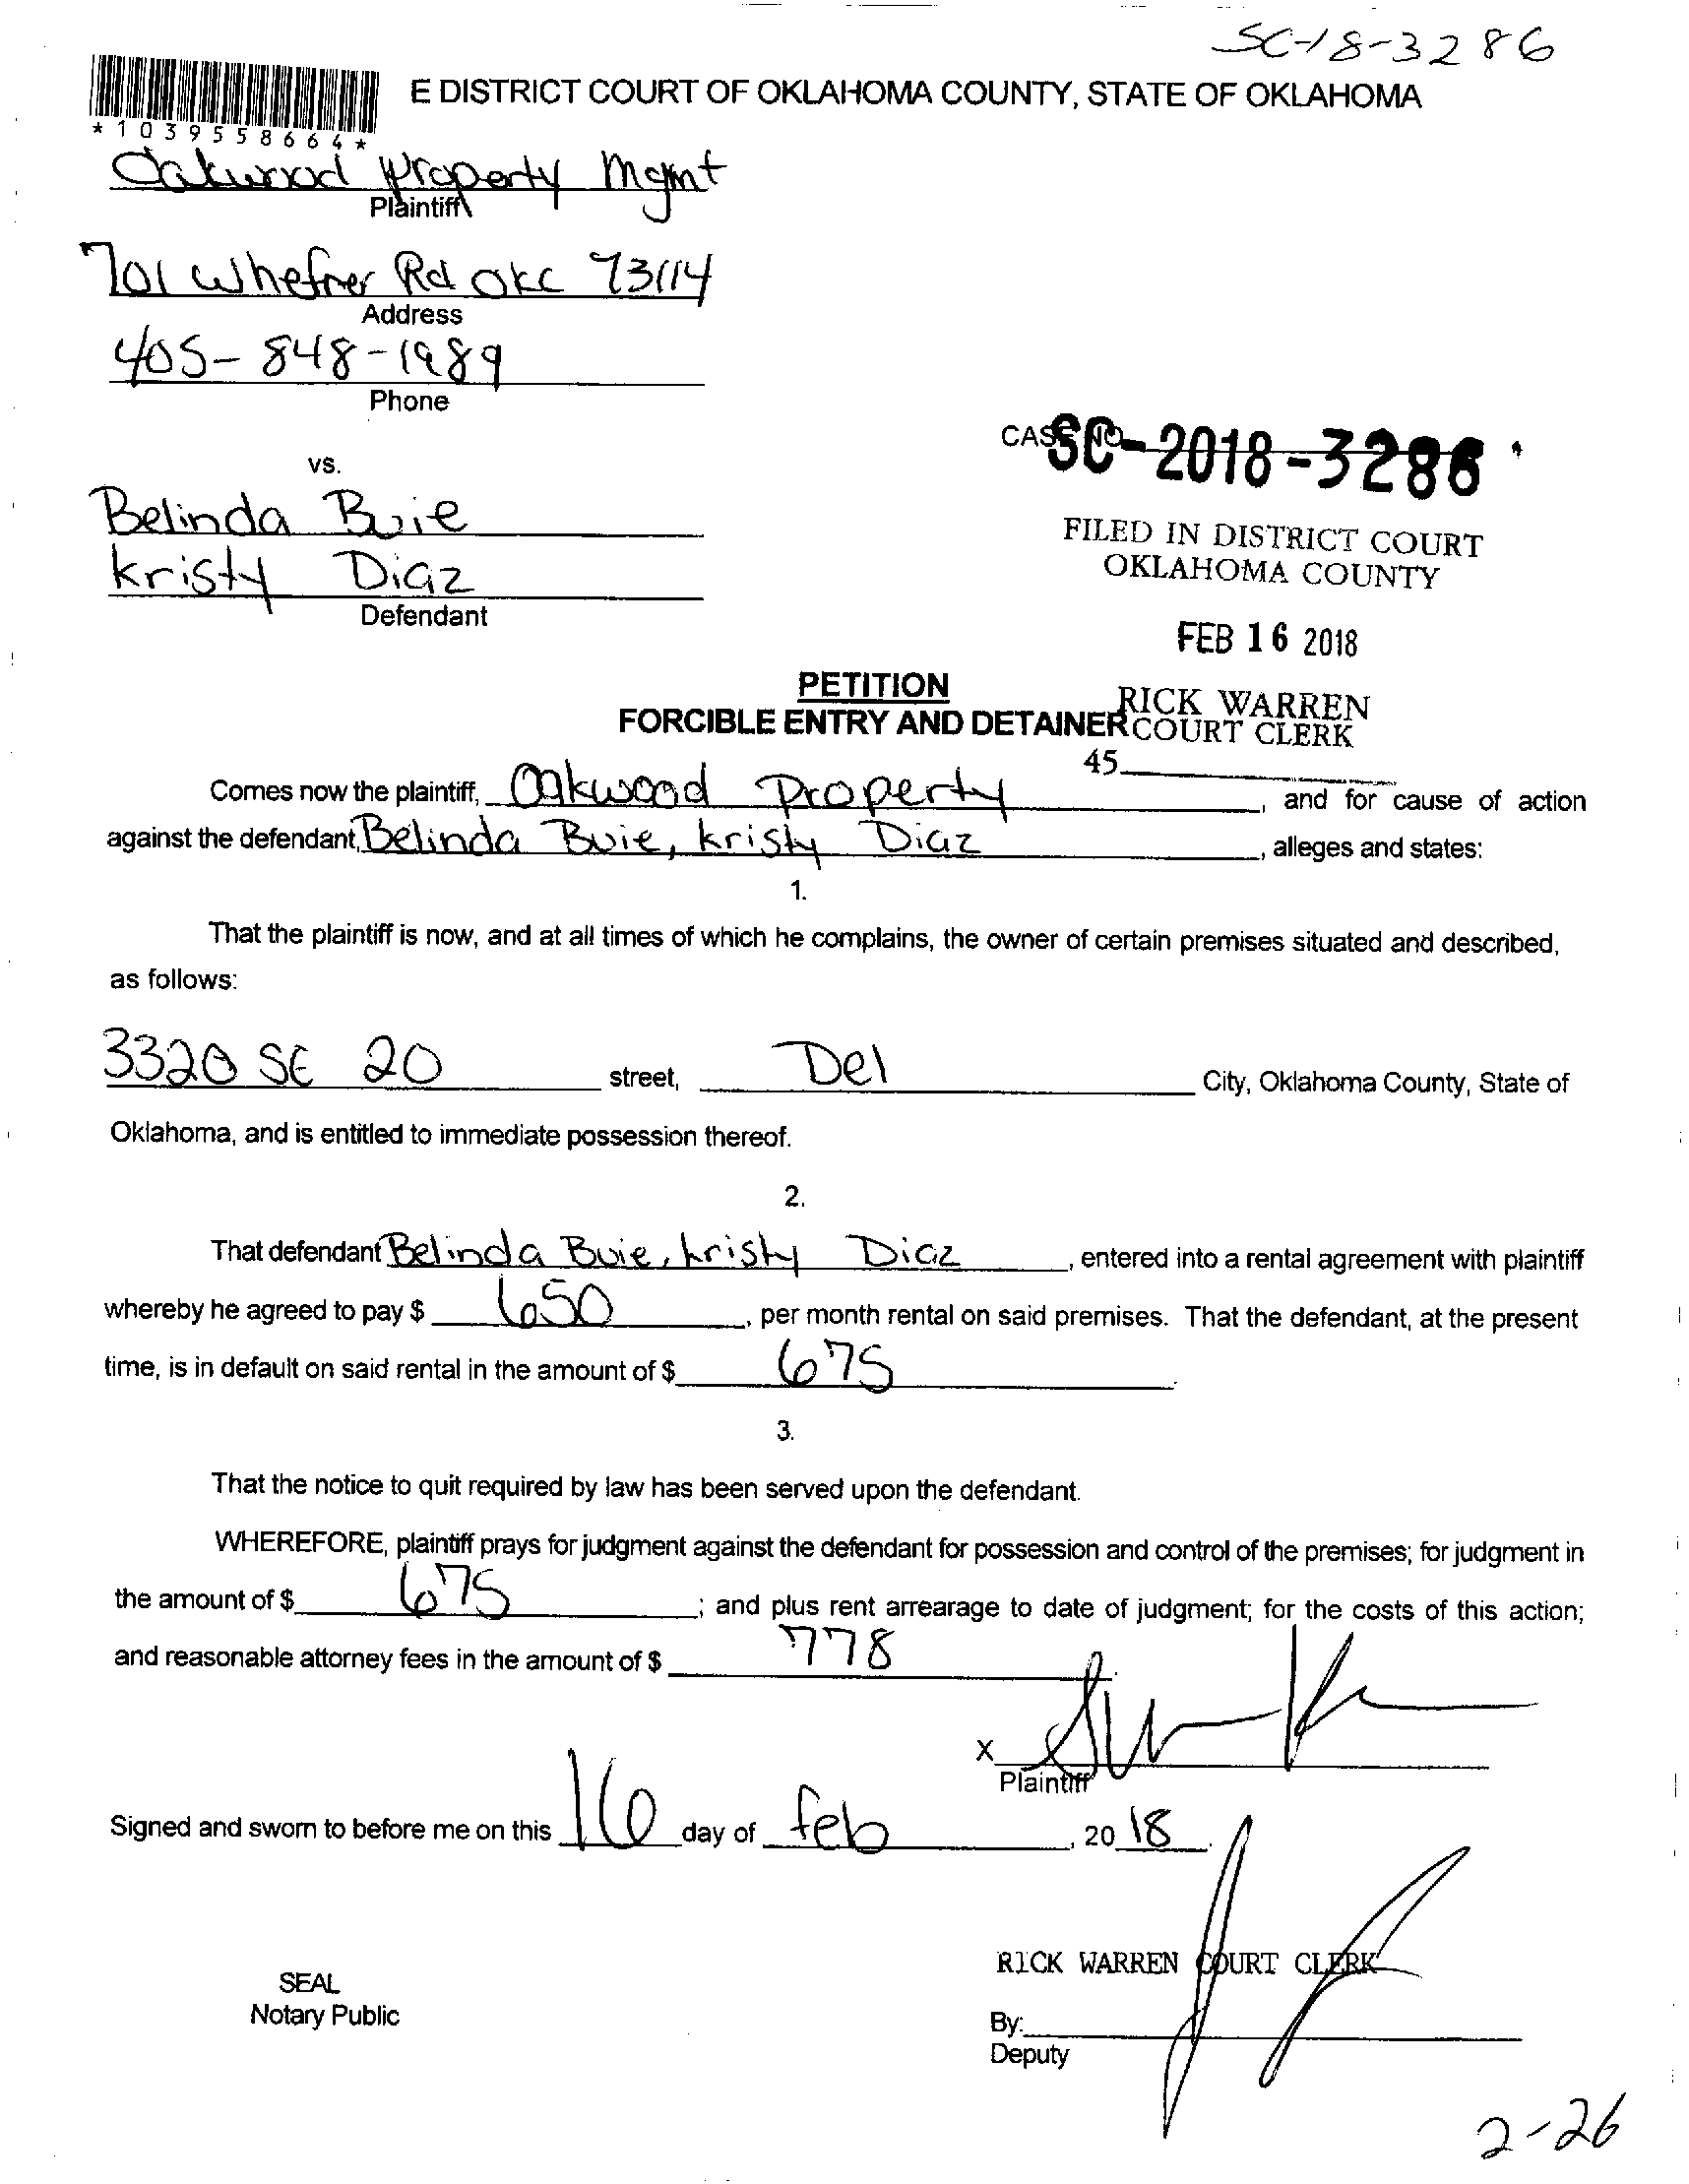 SC-18-3286
E DISTRICT COURT OF OKLAHOMA COUNTY, STATE OF OKLAHOMA
*1039558664*
Oakwood Property Mgmt
Plaintiff
701 W hefner Rd OKC 73114
Address
405-848-1989
Phone
CASE NO. SC-2018-3286
vs.
Belinda Buie
Kristy Diaz
Defendant
FILED IN DISTRICT COURT
OKLAHOMA COUNTY
FEB 16 2018
PETITION
FORCIBLE ENTRY AND DETAINER
RICK WARREN
COURT CLERK
45
Comes now the plaintiff, Oakwood Property, and for cause of action
against the defendant, Belinda Buie, Kristy Diaz, alleges and states:
1.
That the plaintiff is now, and at all times of which he complains, the owner of certain premises situated and described,
as follows:
3320 SE 20 street, Del City, Oklahoma County, State of
Oklahoma, and is entitled to immediate possession thereof.
2.
That defendant Belinda Buie, Kristy Diaz, entered into a rental agreement with plaintiff
whereby he agreed to pay $ 650, per month rental on said premises. That the defendant, at the present
time, is in default on said rental in the amount of $ 675
3.
That the notice to quit required by law has been served upon the defendant.
WHEREFORE, plaintiff prays for judgment against the defendant for possession and control of the premises; for judgment in
the amount of $ 675; and plus rent arrearage to date of judgment; for the costs of this action;
and reasonable attorney fees in the amount of $ 778
X
Plaintiff
Signed and sworn to before me on this 16 day of feb, 20 18.
RICK WARREN COURT CLERK
SEAL
Notary Public
By:
Deputy
2-26